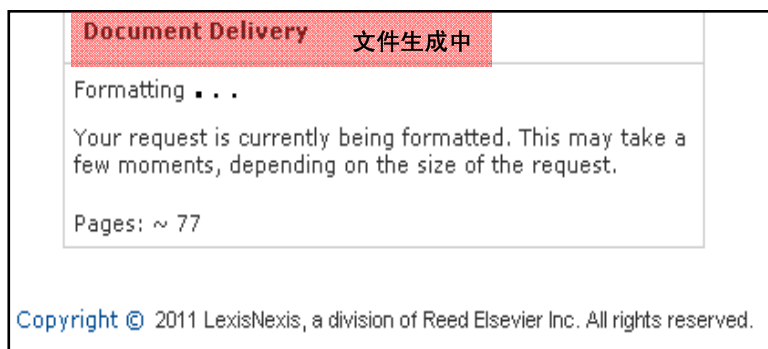 Document Delivery 文件生成中
Formatting . . .
Your request is currently being formatted. This may take a
few moments, depending on the size of the request.
Pages: ~ 77
Copyright © 2011 LexisNexis, a division of Reed Elsevier Inc. All rights reserved.